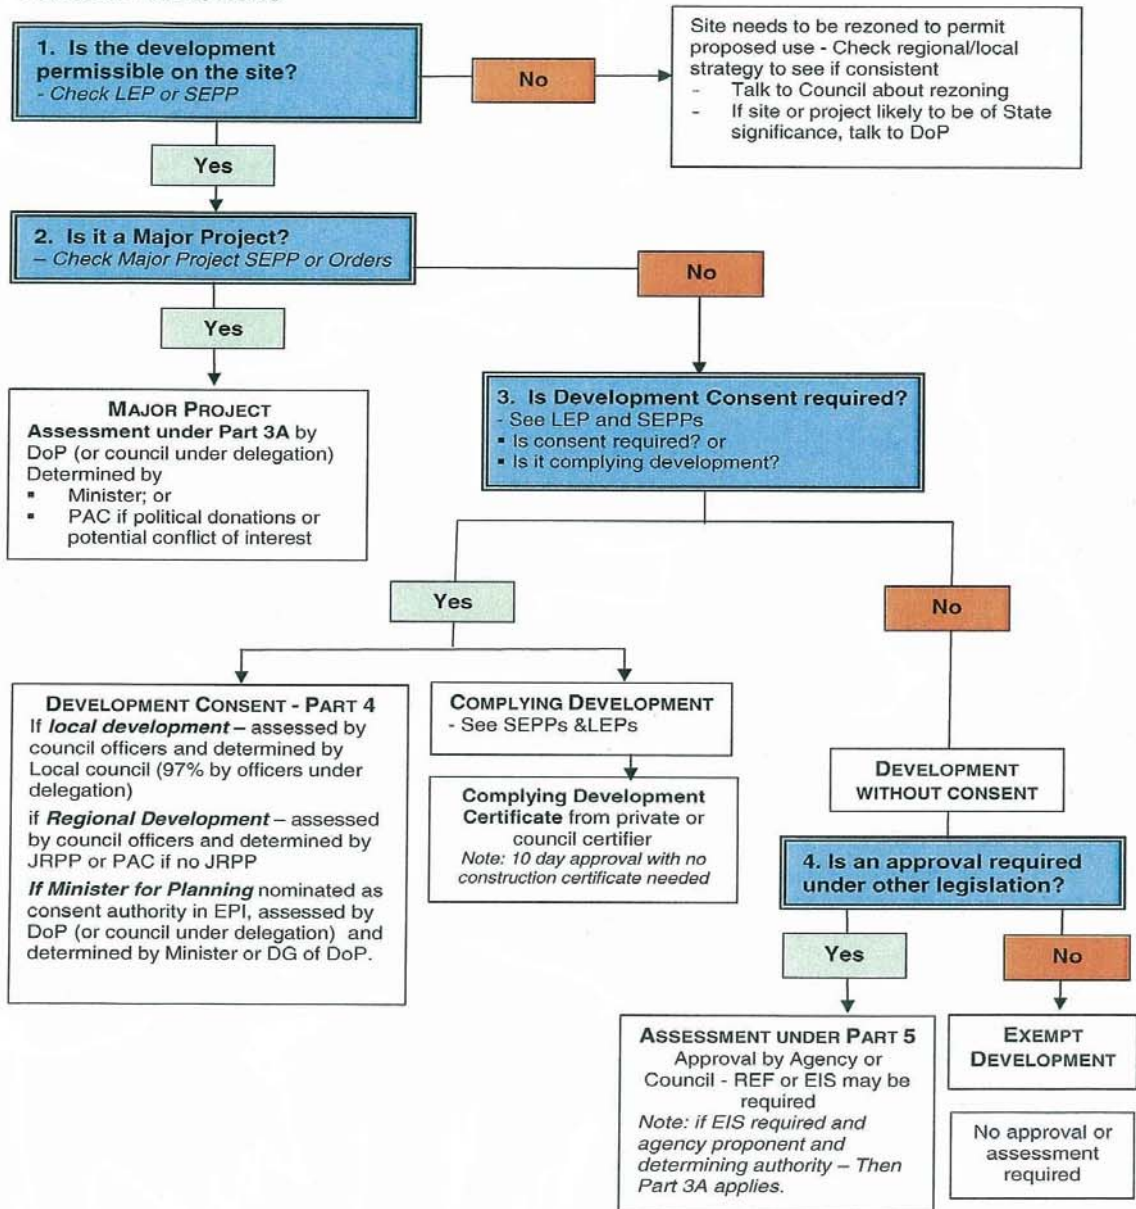 1. Is the development
permissible on the site?
- Check LEP or SEPP
No
Site needs to be rezoned to permit
proposed use - Check regional/local
strategy to see if consistent
- Talk to Council about rezoning
- If site or project likely to be of State
significance, talk to DoP
Yes
2. Is it a Major Project?
– Check Major Project SEPP or Orders
No
Yes
MAJOR PROJECT
Assessment under Part 3A by
DoP (or council under delegation)
Determined by
▪ Minister; or
▪ PAC if political donations or
potential conflict of interest
3. Is Development Consent required?
- See LEP and SEPPs
▪ Is consent required? or
▪ Is it complying development?
Yes
No
DEVELOPMENT CONSENT - PART 4
If local development – assessed by
council officers and determined by
Local council (97% by officers under
delegation)
if Regional Development – assessed
by council officers and determined by
JRPP or PAC if no JRPP
If Minister for Planning nominated as
consent authority in EPI, assessed by
DoP (or council under delegation) and
determined by Minister or DG of DoP.
COMPLYING DEVELOPMENT
- See SEPPs &LEPs
Complying Development
Certificate from private or
council certifier
Note: 10 day approval with no
construction certificate needed
DEVELOPMENT
WITHOUT CONSENT
4. Is an approval required
under other legislation?
Yes
No
ASSESSMENT UNDER PART 5
Approval by Agency or
Council - REF or EIS may be
required
Note: if EIS required and
agency proponent and
determining authority – Then
Part 3A applies.
EXEMPT
DEVELOPMENT
No approval or
assessment
required